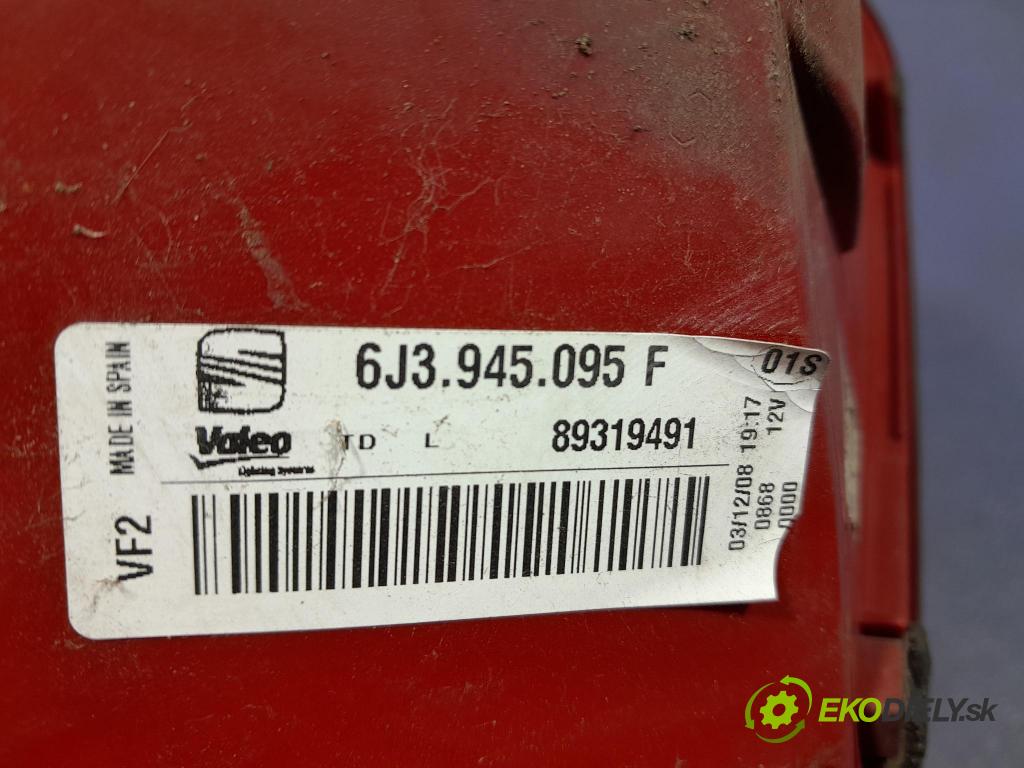 6J3.945.095 F
01S
Valeo
TD L 89319491
Lighting Systems
MADE IN SPAIN
VF2
03/12/08 19:17
0868 12V
0000
EKODIELY.sk